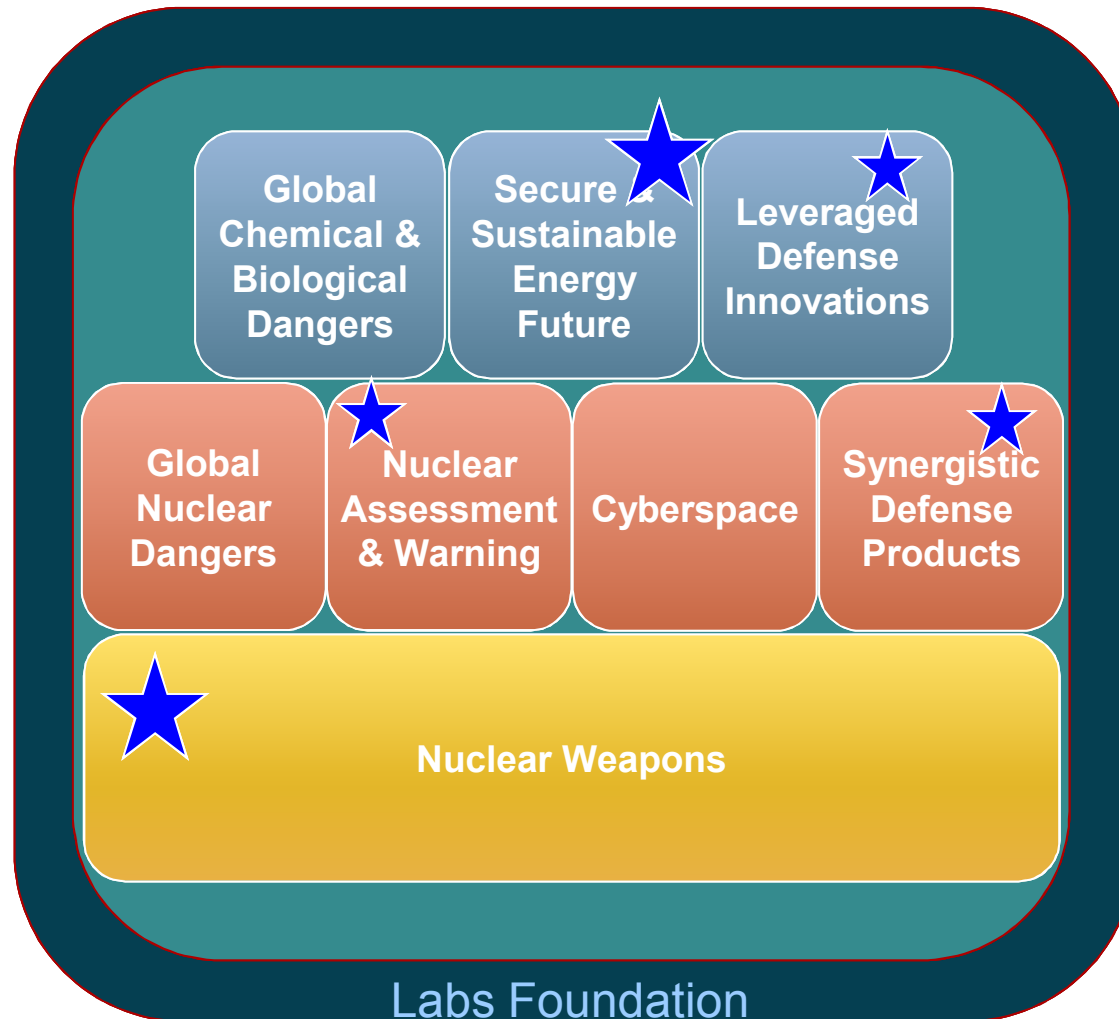 Global
Chemical &
Biological
Dangers
Secure &
Sustainable
Energy
Future
Leveraged
Defense
Innovations
Global
Nuclear
Dangers
Nuclear
Assessment
& Warning
Cyberspace
Synergistic
Defense
Products
Nuclear Weapons
Labs Foundation